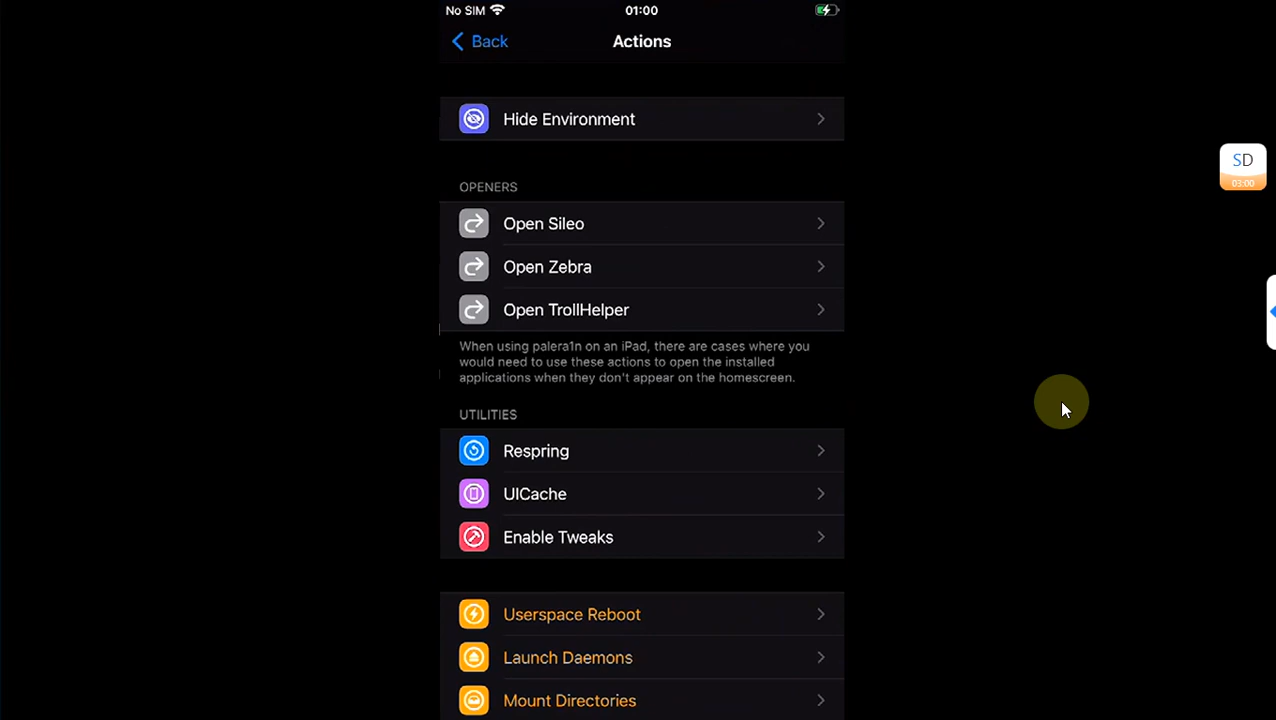 No SIM
01:00
Back
Actions
Hide Environment
OPENERS
Open Sileo
Open Zebra
Open TrollHelper
When using palera1n on an iPad, there are cases where you
would need to use these actions to open the installed
applications when they don't appear on the homescreen.
UTILITIES
Respring
UICache
Enable Tweaks
Userspace Reboot
Launch Daemons
Mount Directories
SD
03:00